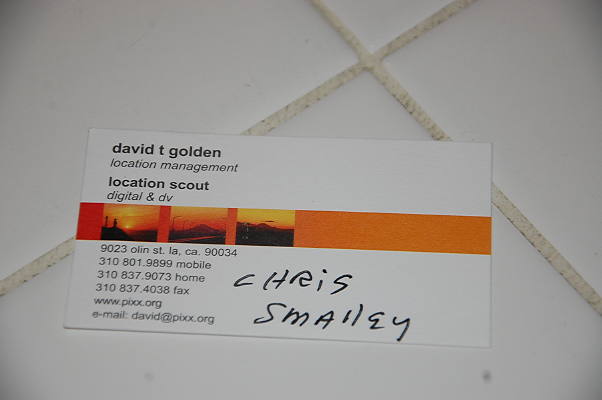 david t golden
location management
location scout
digital & dv
9023 olin st. la, ca. 90034
310 801.9899 mobile
310 837.9073 home
310 837.4038 fax
www.pixx.org
e-mail: david@pixx.org
CHRiS
SMAllEY